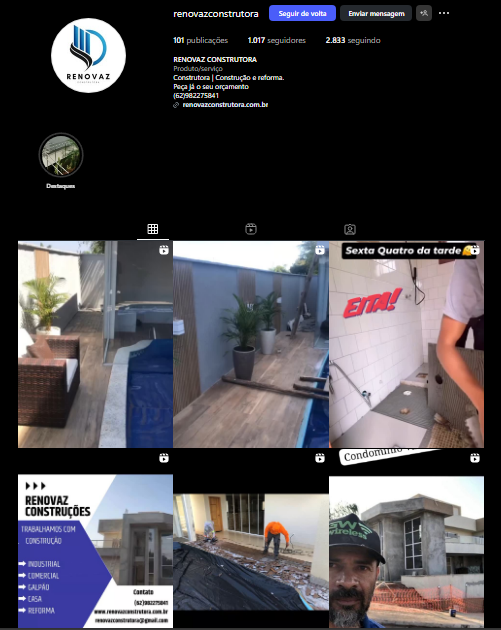 renovazconstrutora
Seguir de volta
Enviar mensagem
101 publicações
1.017 seguidores
2.833 seguindo
RENOVAZ
RENOVAZ CONSTRUTORA
Produto/serviço
Construtora | Construção e reforma.
Peça já o seu orçamento
(62)982275841
renovazconstrutora.com.br
Destaques
Sexta Quatro da tarde
EITA!
RENOVAZ
CONSTRUÇÕES
TRABALHAMOS COM
CONSTRUÇÃO
INDUSTRIAL
COMERCIAL
GALPÃO
CASA
REFORMA
Contato
(62)982275841
www.renovazconstrutora.com.br
renovazconstrutora@gmail.com
Condomínio
wireless